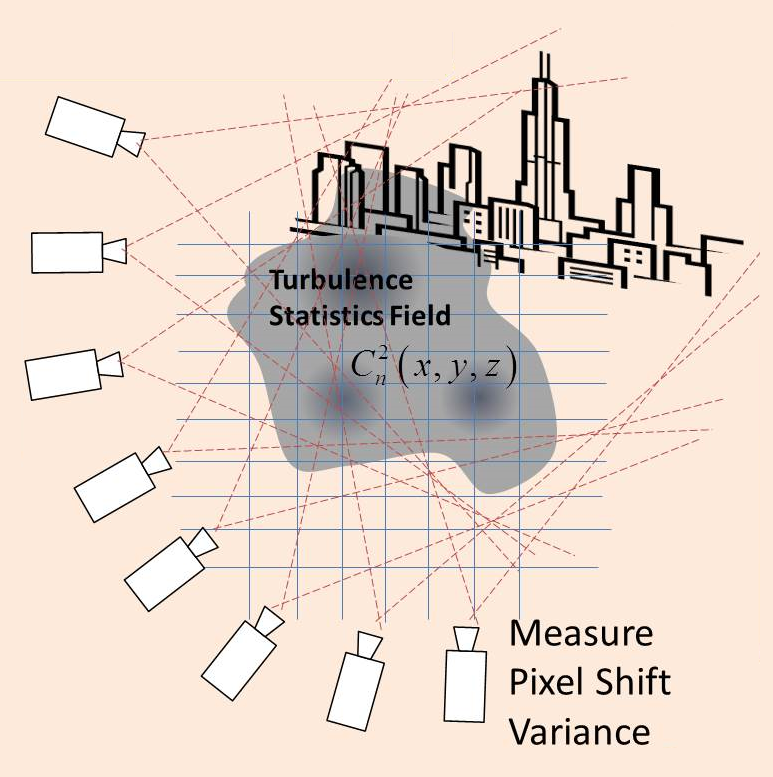 Turbulence
Statistics Field
C_n^2 (x, y, z)
Measure
Pixel Shift
Variance